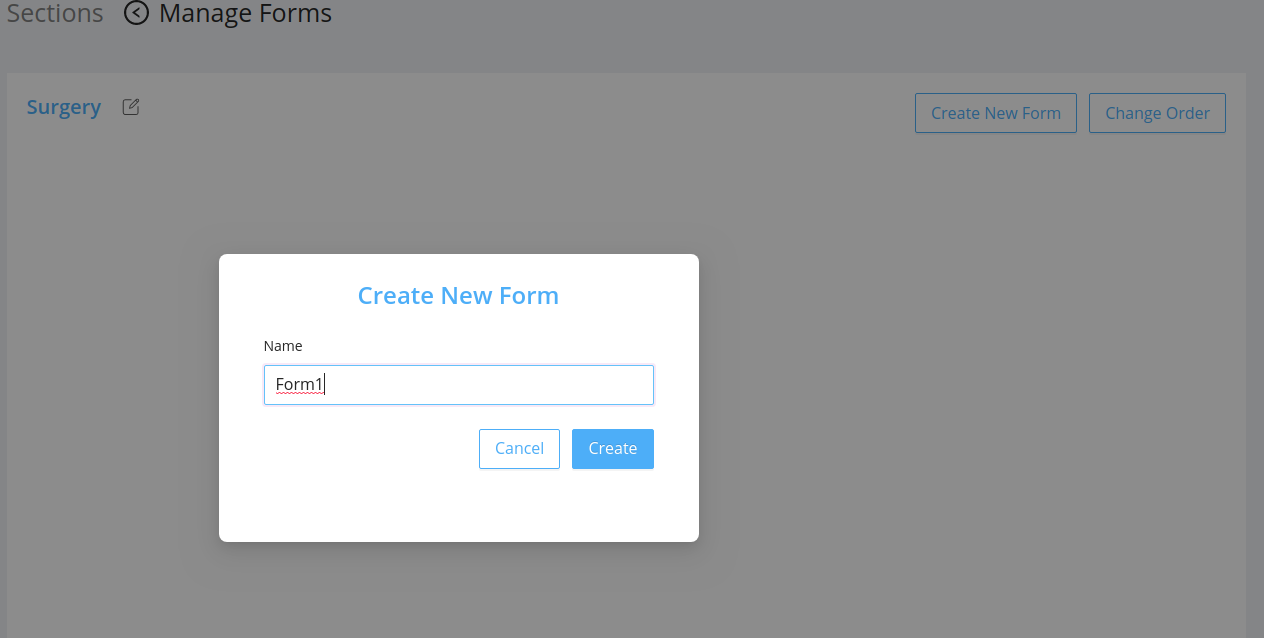 Sections Manage Forms
Surgery
Create New Form Change Order
Create New Form
Name
Form1
Cancel Create